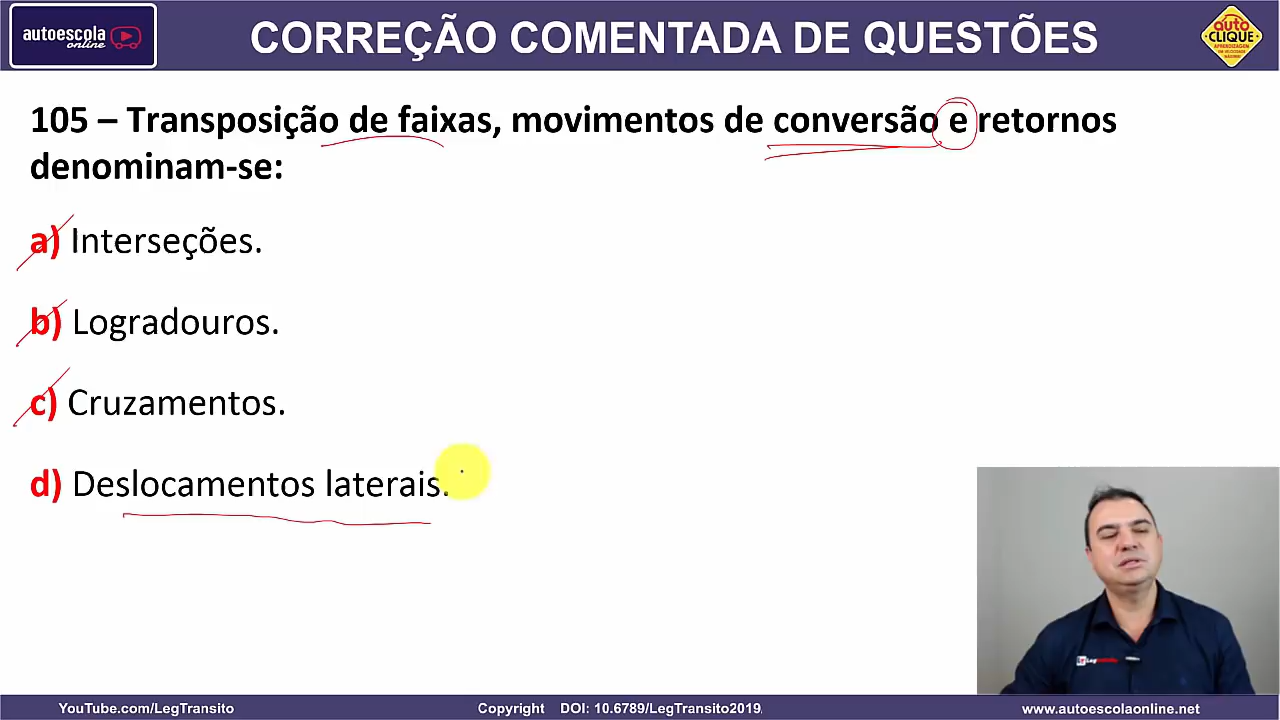 autoescola
online
CORREÇÃO COMENTADA DE QUESTÕES
auto
CLIQUE
APRENDIZAGEM
105 – Transposição de faixas, movimentos de conversão e retornos
denominam-se:
a) Interseções.
b) Logradouros.
c) Cruzamentos.
d) Deslocamentos laterais.
YouTube.com/LegTransito
Copyright DOI: 10.6789/LegTransito2019
www.autoescolaonline.net